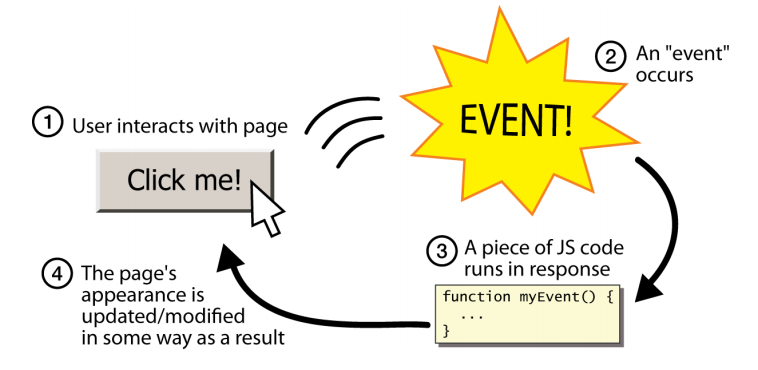 1 User interacts with page
Click me!
2 An "event"
occurs
EVENT!
3 A piece of JS code
runs in response
function myEvent() {
...
}
4 The page's
appearance is
updated/modified
in some way as a result